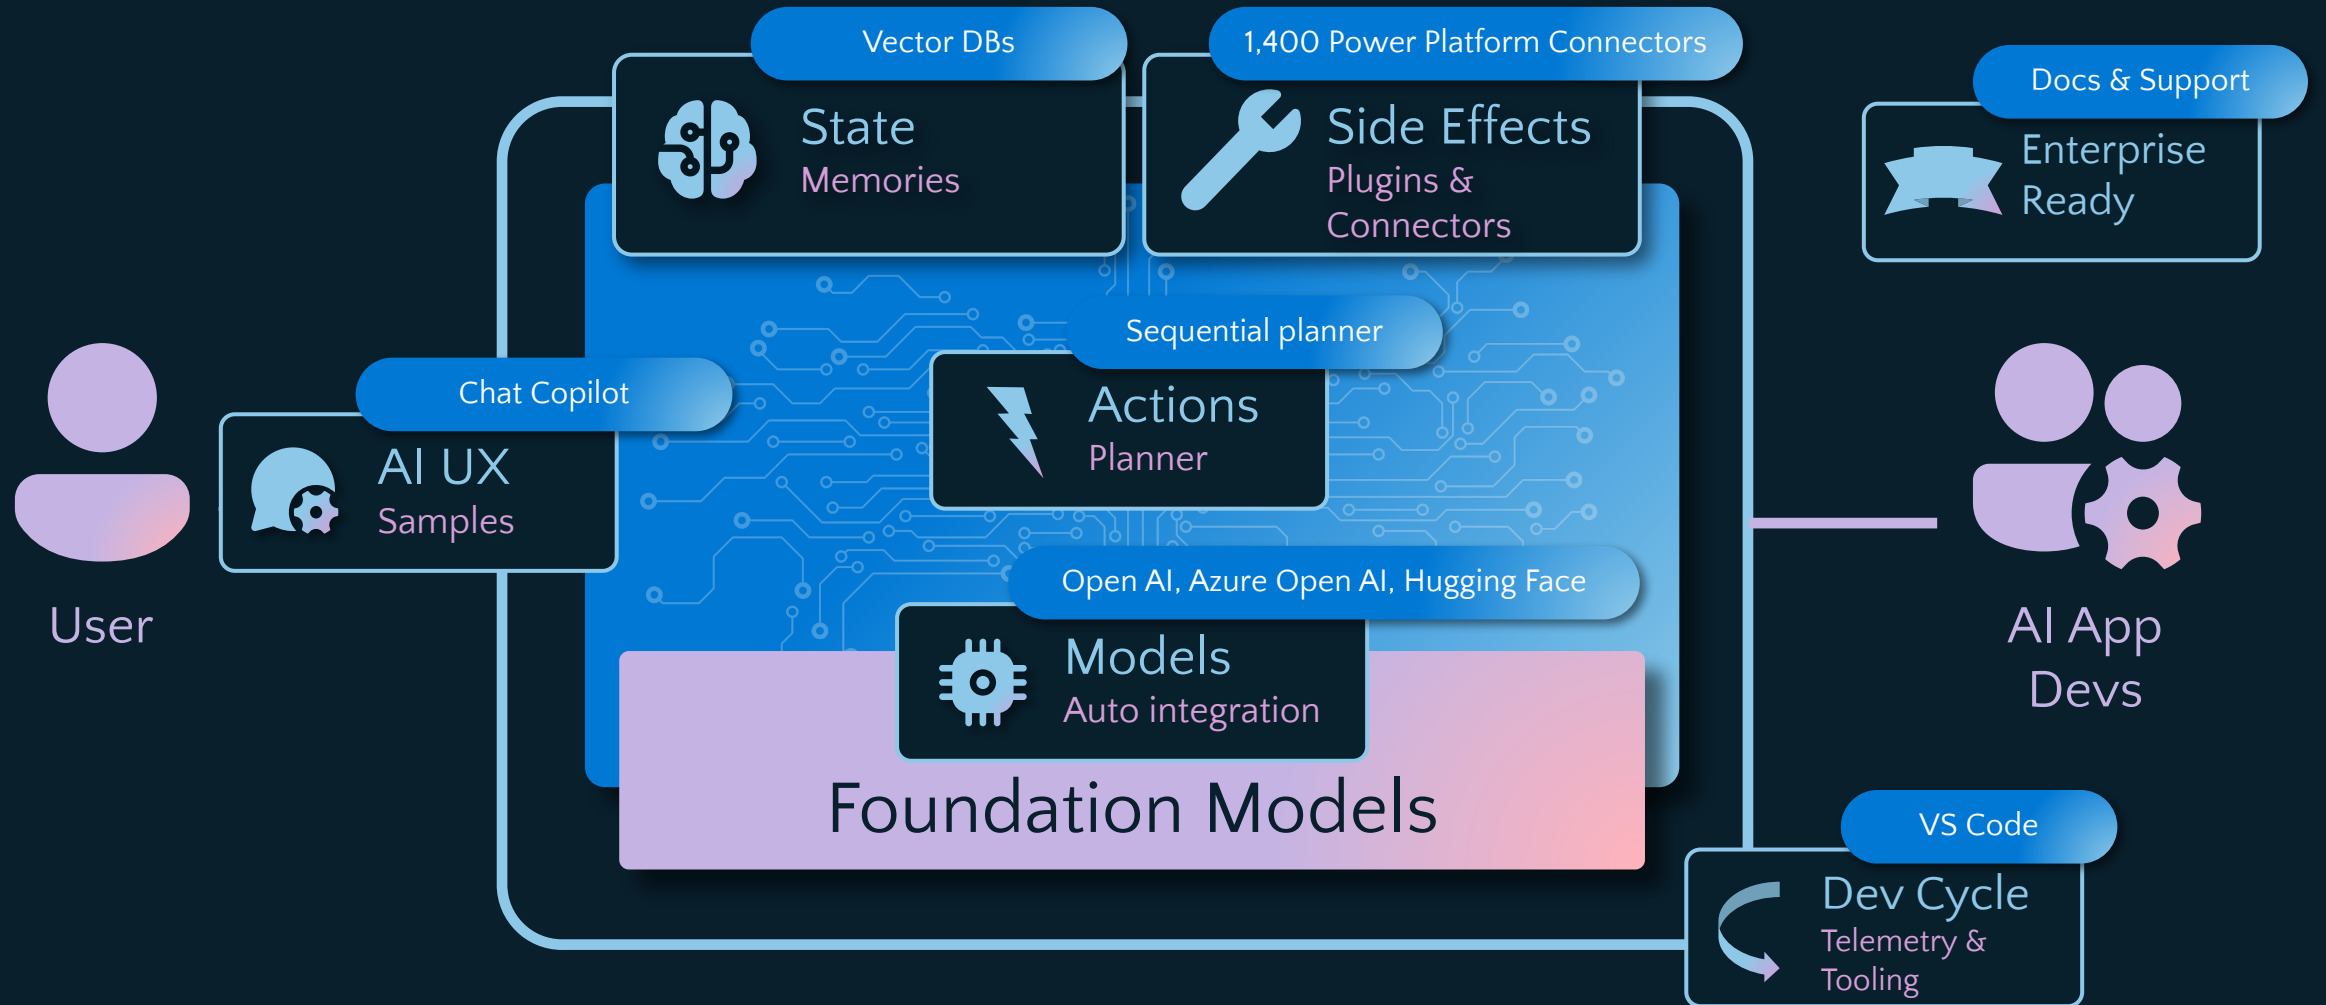 Vector DBs
State
Memories
1,400 Power Platform Connectors
Side Effects
Plugins &
Connectors
Docs & Support
Enterprise
Ready
Sequential planner
Actions
Planner
Chat Copilot
AI UX
Samples
User
Open AI, Azure Open AI, Hugging Face
Models
Auto integration
Foundation Models
AI App
Devs
VS Code
Dev Cycle
Telemetry &
Tooling